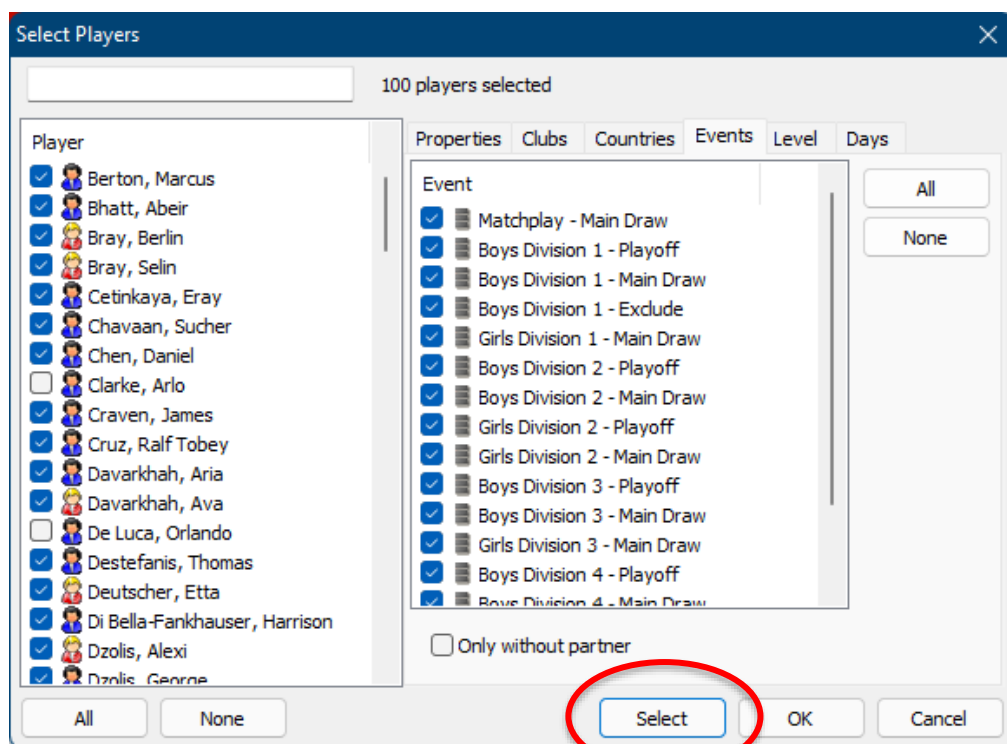 Select Players
100 players selected
Player
Berton, Marcus
Bhatt, Abeir
Bray, Berlin
Bray, Selin
Cetinkaya, Eray
Chavaan, Sucher
Chen, Daniel
Clarke, Arlo
Craven, James
Cruz, Ralf Tobey
Davarkhah, Aria
Davarkhah, Ava
De Luca, Orlando
Destefanis, Thomas
Deutscher, Etta
Di Bella-Fankhauser, Harrison
Dzolis, Alexi
Dzolis, George
All None
Properties Clubs Countries Events Level Days
Event
Matchplay - Main Draw
Boys Division 1 - Playoff
Boys Division 1 - Main Draw
Boys Division 1 - Exclude
Girls Division 1 - Main Draw
Boys Division 2 - Playoff
Boys Division 2 - Main Draw
Girls Division 2 - Playoff
Girls Division 2 - Main Draw
Boys Division 3 - Playoff
Boys Division 3 - Main Draw
Girls Division 3 - Main Draw
Boys Division 4 - Playoff
Boys Division 4 - Main Draw
All
None
Only without partner
Select OK Cancel